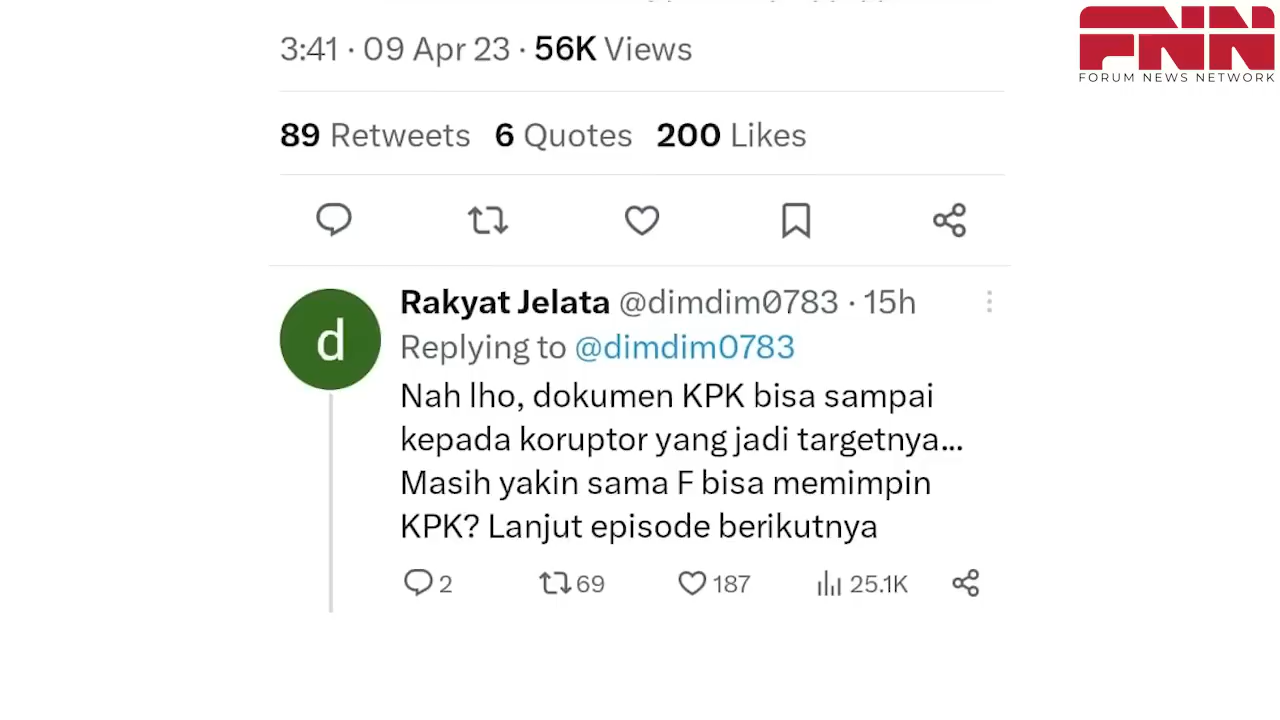 FNN
FORUM NEWS NETWORK
3:41 · 09 Apr 23 · 56K Views
89 Retweets 6 Quotes 200 Likes
d
Rakyat Jelata @dimdim0783 · 15h
Replying to @dimdim0783
Nah lho, dokumen KPK bisa sampai
kepada koruptor yang jadi targetnya...
Masih yakin sama F bisa memimpin
KPK? Lanjut episode berikutnya
2 69 187 25.1K